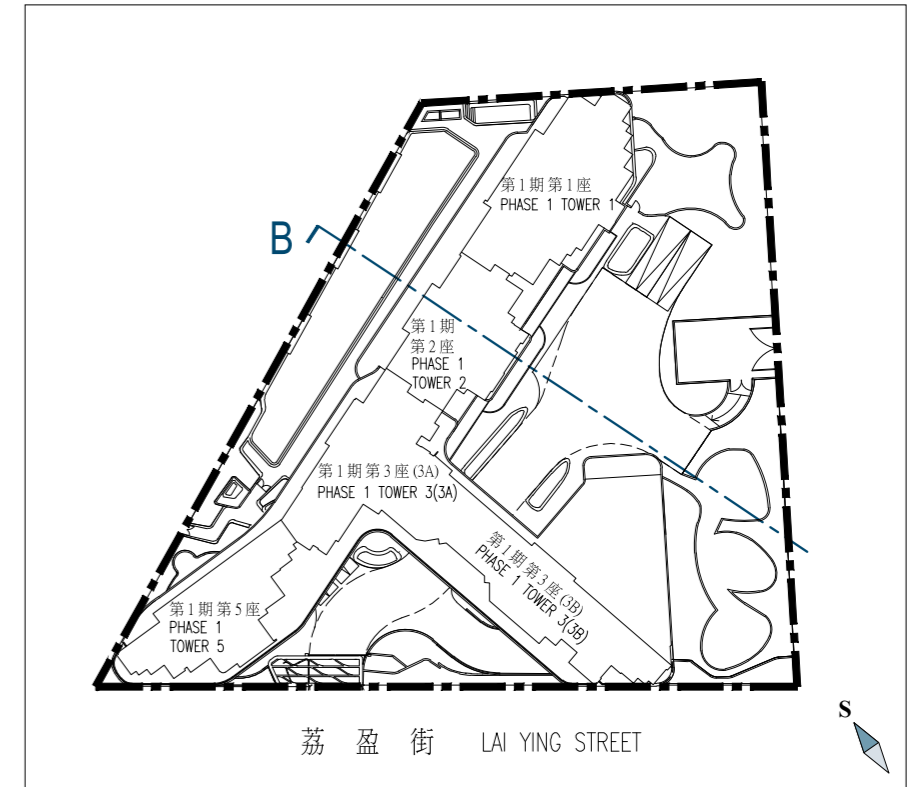 第1期第1座
PHASE 1 TOWER 1
B
第1期
第2座
PHASE 1
TOWER 2
第1期第3座(3A)
PHASE 1 TOWER 3(3A)
第1期第3座(3B)
PHASE 1 TOWER 3(3B)
第1期第5座
PHASE 1
TOWER 5
荔盈街 LAI YING STREET
S